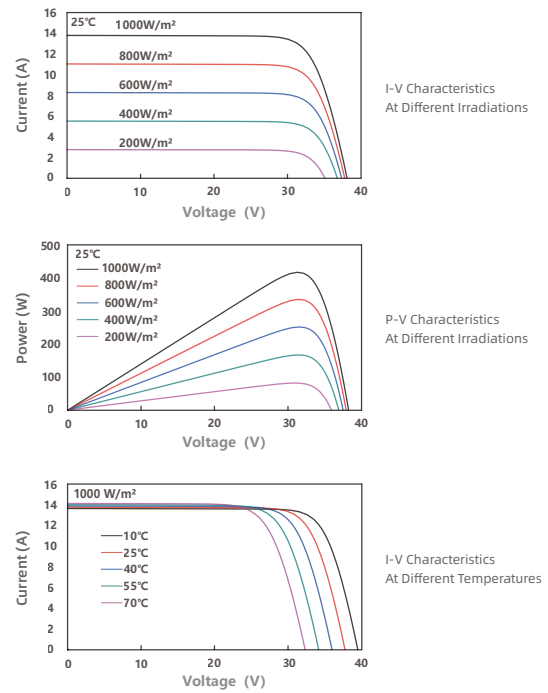 16
14
12
10
8
6
4
2
0
Current (A)
25℃
1000W/m²
800W/m²
600W/m²
400W/m²
200W/m²
0
10
20
30
40
Voltage (V)
I-V Characteristics
At Different Irradiations
500
400
300
200
100
0
Power (W)
25℃
1000W/m²
800W/m²
600W/m²
400W/m²
200W/m²
0
10
20
30
40
Voltage (V)
P-V Characteristics
At Different Irradiations
16
14
12
10
8
6
4
2
0
Current (A)
1000 W/m²
10℃
25℃
40℃
55℃
70℃
0
10
20
30
40
Voltage (V)
I-V Characteristics
At Different Temperatures